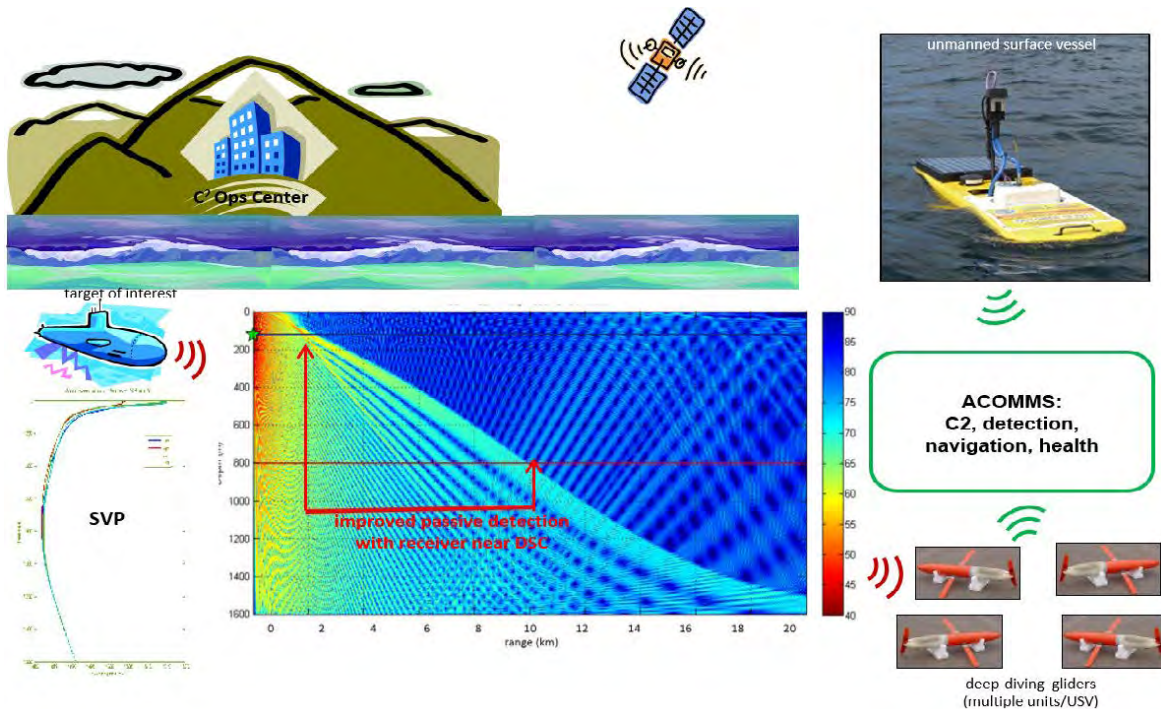 unmanned surface vessel
C² Ops Center
target of interest
0
200
400
600
800
1000
1200
1400
1600
0
2
4
6
8
10
12
14
16
18
20
range (km)
improved passive detection
with receiver near DSC
90
85
80
75
70
65
60
55
50
45
40
SVP
ACOMMS:
C2, detection,
navigation, health
deep diving gliders
(multiple units/USV)